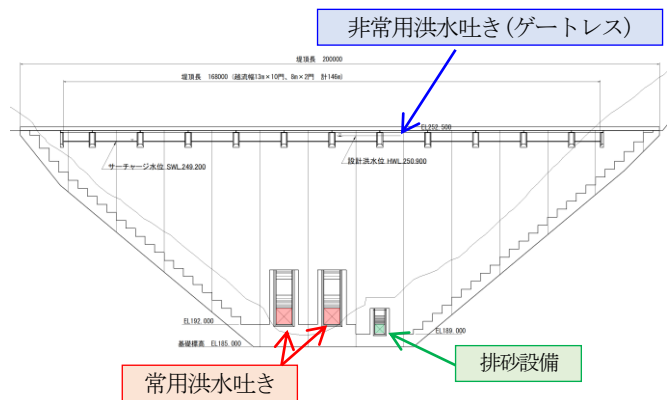 非常用洪水吐き(ゲートレス)
堤頂長 200000
堤頂長 168000 (越流幅13m×10門、8m×2門 計146m)
EL252.500
サーチャージ水位 SWL.249.200
設計洪水位 HWL.250.900
EL192.000
EL189.000
基礎標高 EL185.000
排砂設備
常用洪水吐き